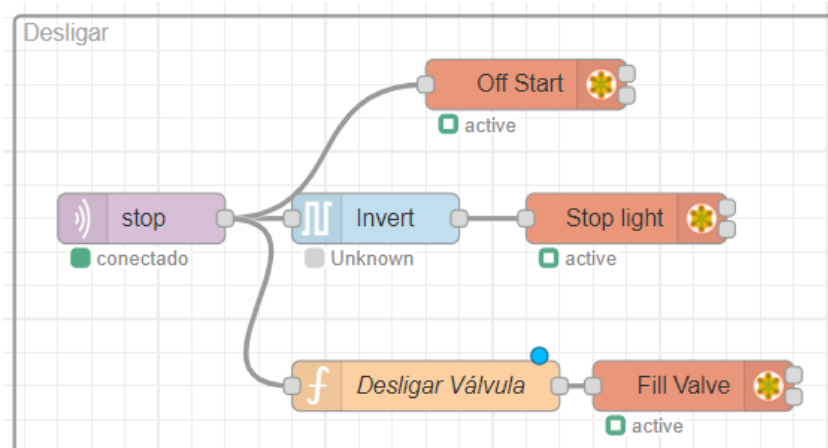 Desligar
Off Start
active
stop
conectado
Invert
Unknown
Stop light
active
Desligar Válvula
Fill Valve
active